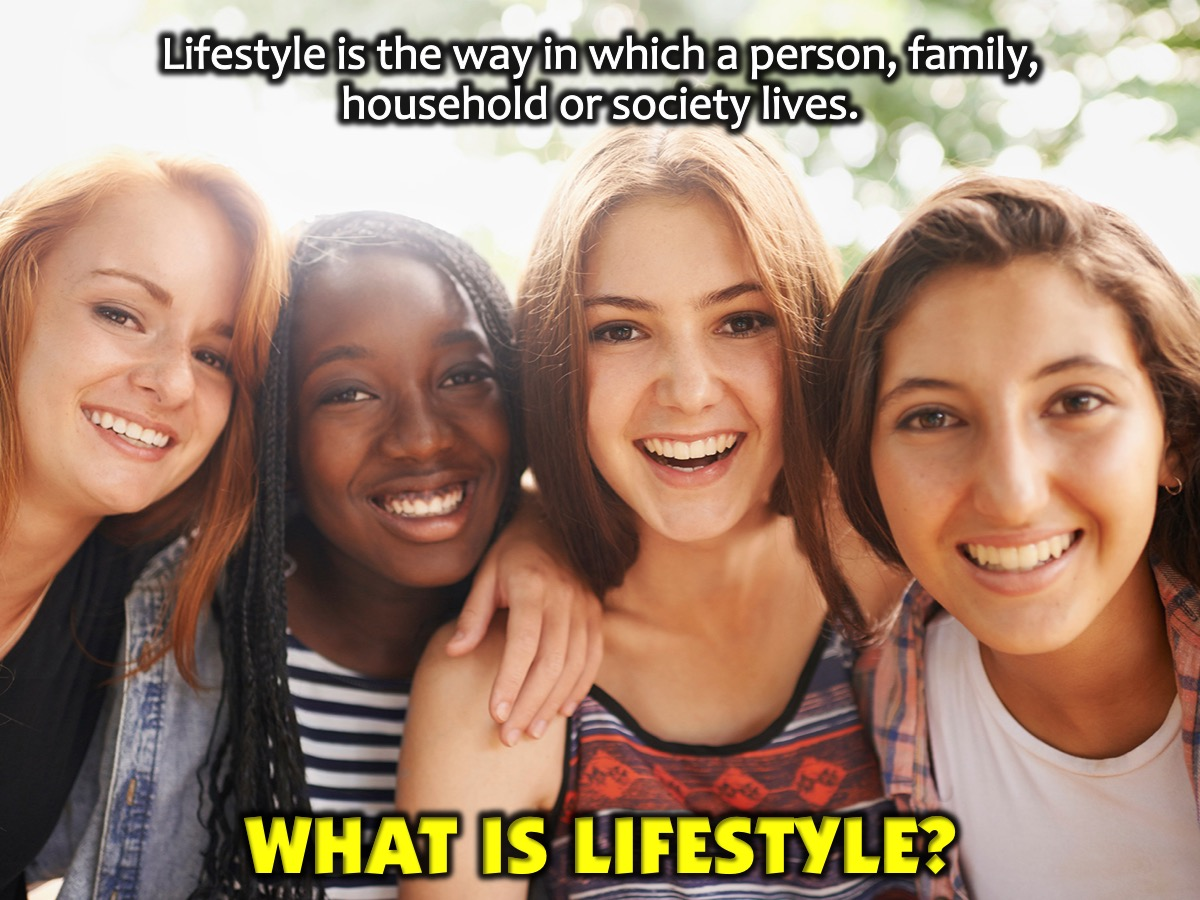 Lifestyle is the way in which a person, family,
household or society lives.
WHAT IS LIFESTYLE?